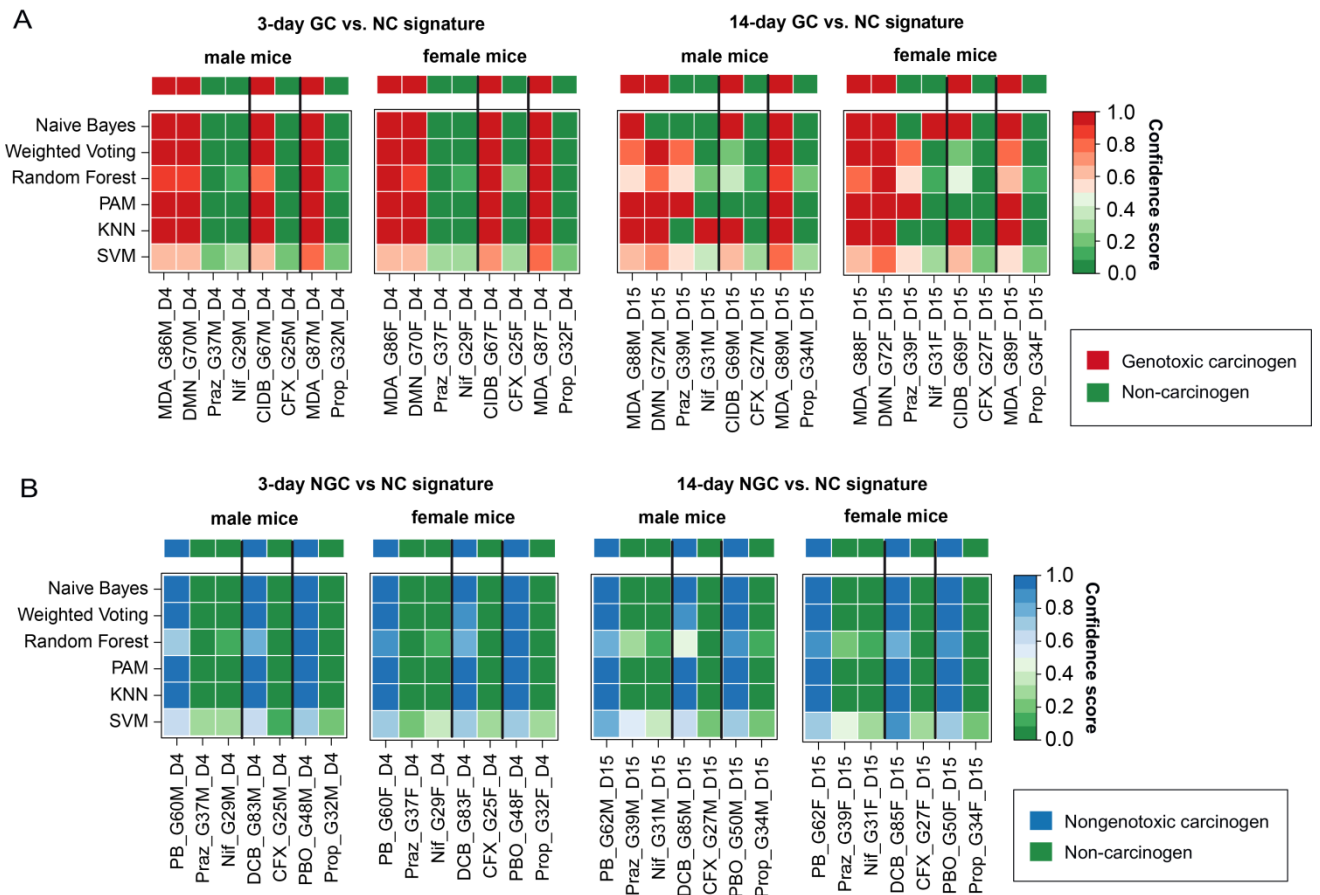 A
3-day GC vs. NC signature
14-day GC vs. NC signature
male mice
female mice
male mice
female mice
Naive Bayes
Weighted Voting
Random Forest
PAM
KNN
SVM
1.0
0.8
0.6
0.4
0.2
0.0
Confidence score
MDA_G86M_D4
DMN_G70M_D4
Praz_G37M_D4
Nif_G29M_D4
CIDB_G67M_D4
CFX_G25M_D4
MDA_G87M_D4
Prop_G32M_D4
MDA_G86F_D4
DMN_G70F_D4
Praz_G37F_D4
Nif_G29F_D4
CIDB_G67F_D4
CFX_G25F_D4
MDA_G87F_D4
Prop_G32F_D4
MDA_G88M_D15
DMN_G72M_D15
Praz_G39M_D15
Nif_G31M_D15
CIDB_G69M_D15
CFX_G27M_D15
MDA_G89M_D15
Prop_G34M_D15
MDA_G88F_D15
DMN_G72F_D15
Praz_G39F_D15
Nif_G31F_D15
CIDB_G69F_D15
CFX_G27F_D15
MDA_G89F_D15
Prop_G34F_D15
Genotoxic carcinogen
Non-carcinogen
B
3-day NGC vs NC signature
14-day NGC vs. NC signature
male mice
female mice
male mice
female mice
Naive Bayes
Weighted Voting
Random Forest
PAM
KNN
SVM
1.0
0.8
0.6
0.4
0.2
0.0
Confidence score
PB_G60M_D4
Praz_G37M_D4
Nif_G29M_D4
DCB_G83M_D4
CFX_G25M_D4
PBO_G48M_D4
Prop_G32M_D4
PB_G60F_D4
Praz_G37F_D4
Nif_G29F_D4
DCB_G83F_D4
CFX_G25F_D4
PBO_G48F_D4
Prop_G32F_D4
PB_G62M_D15
Praz_G39M_D15
Nif_G31M_D15
DCB_G85M_D15
CFX_G27M_D15
PBO_G50M_D15
Prop_G34M_D15
PB_G62F_D15
Praz_G39F_D15
Nif_G31F_D15
DCB_G85F_D15
CFX_G27F_D15
PBO_G50F_D15
Prop_G34F_D15
Nongenotoxic carcinogen
Non-carcinogen